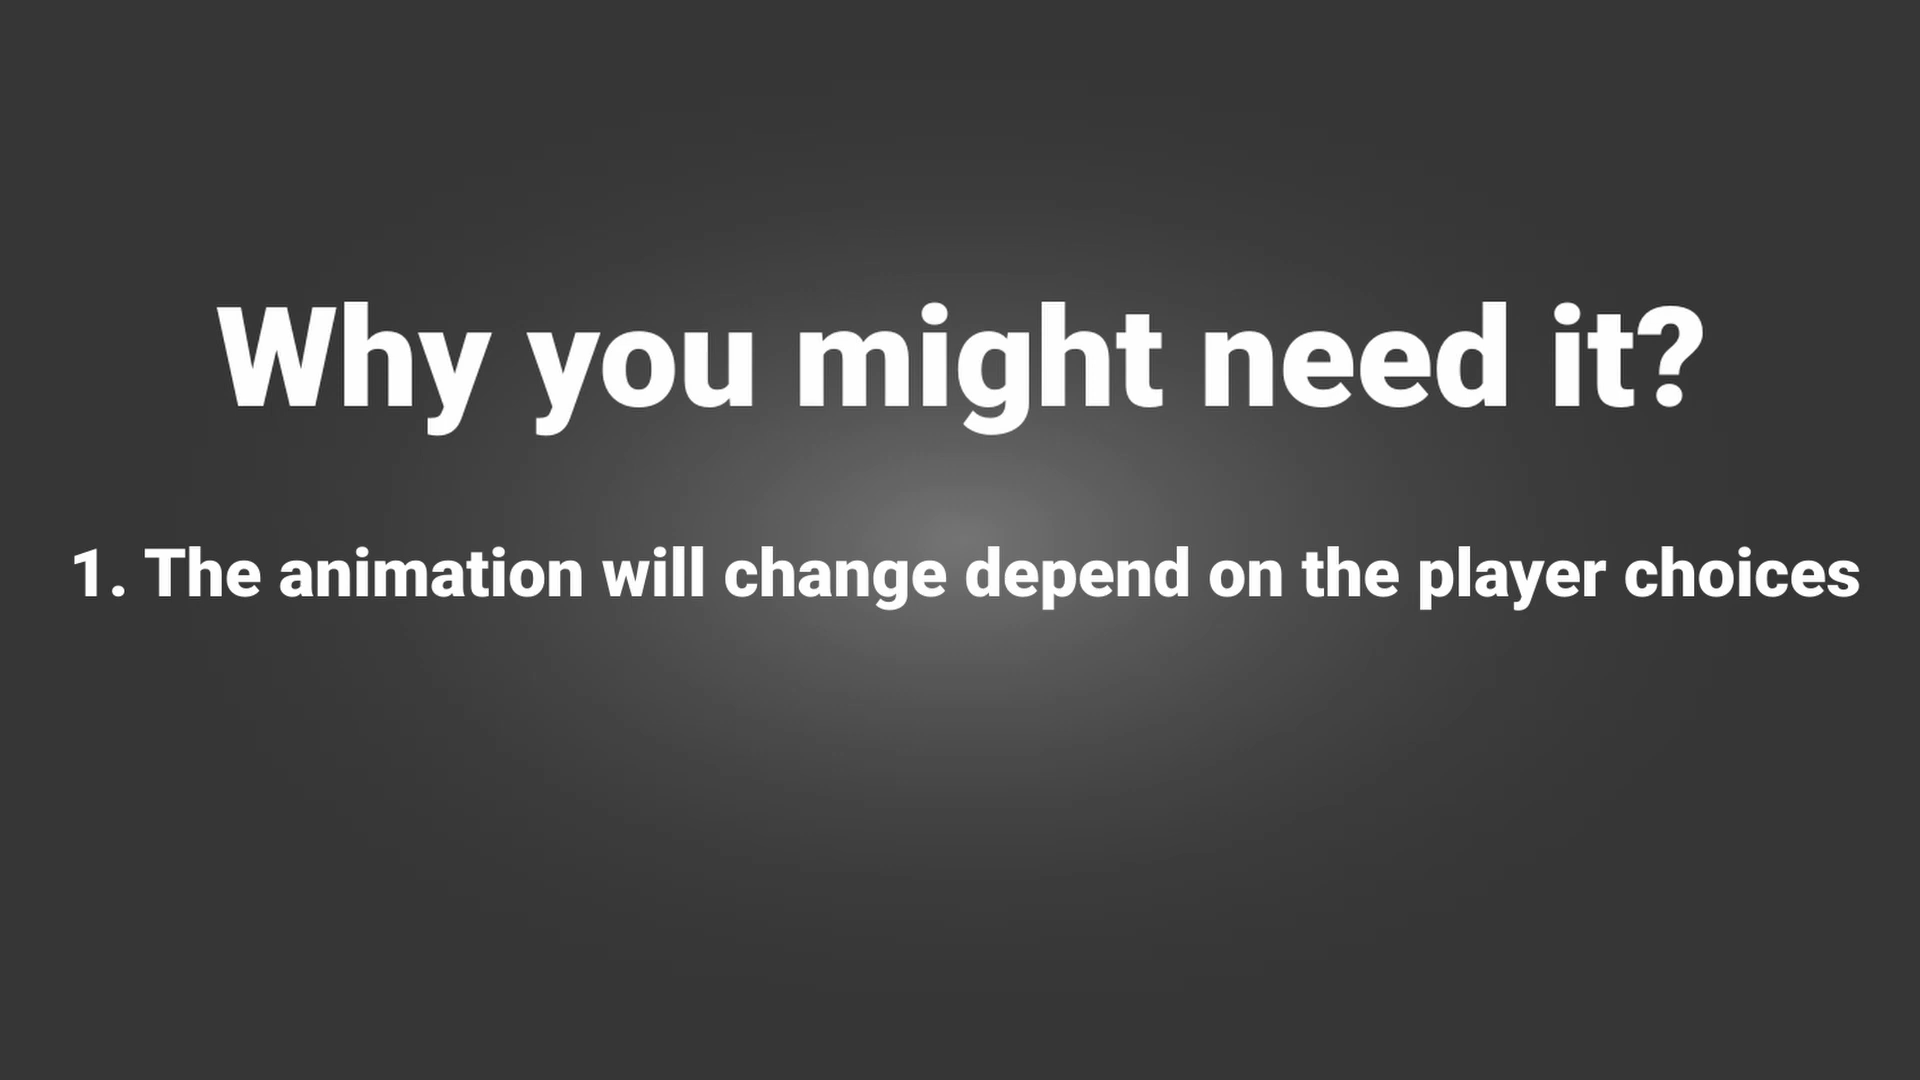 Why you might need it?
1. The animation will change depend on the player choices